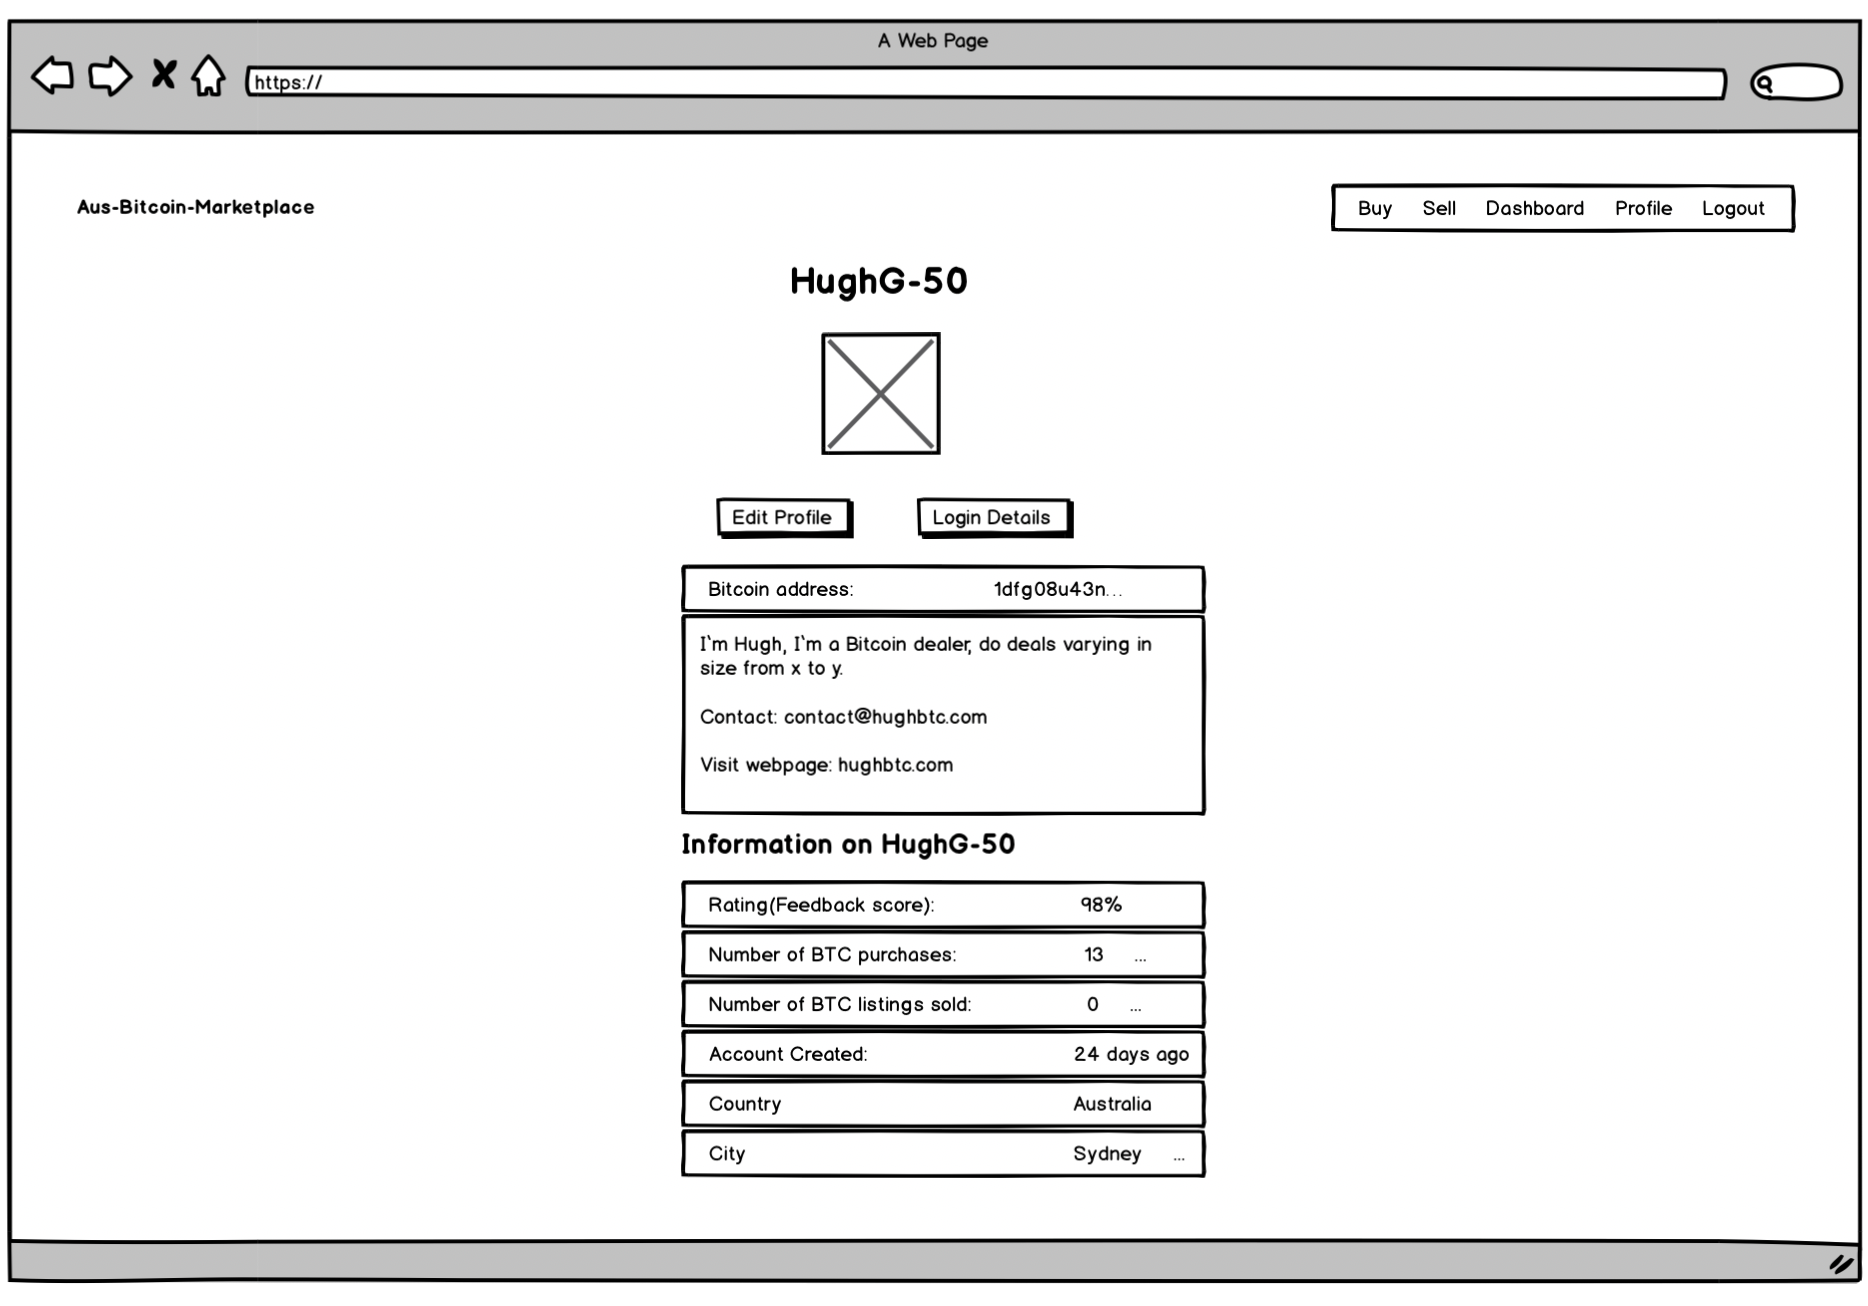 A Web Page
https://
Aus-Bitcoin-Marketplace
Buy Sell Dashboard Profile Logout
HughG-50
Edit Profile Login Details
Bitcoin address: 1dfg08u43n...
I`m Hugh, I`m a Bitcoin dealer, do deals varying in
size from x to y.
Contact: contact@hughbtc.com
Visit webpage: hughbtc.com
Information on HughG-50
Rating(Feedback score): 98%
Number of BTC purchases: 13 ...
Number of BTC listings sold: 0 ...
Account Created: 24 days ago
Country Australia
City Sydney ...